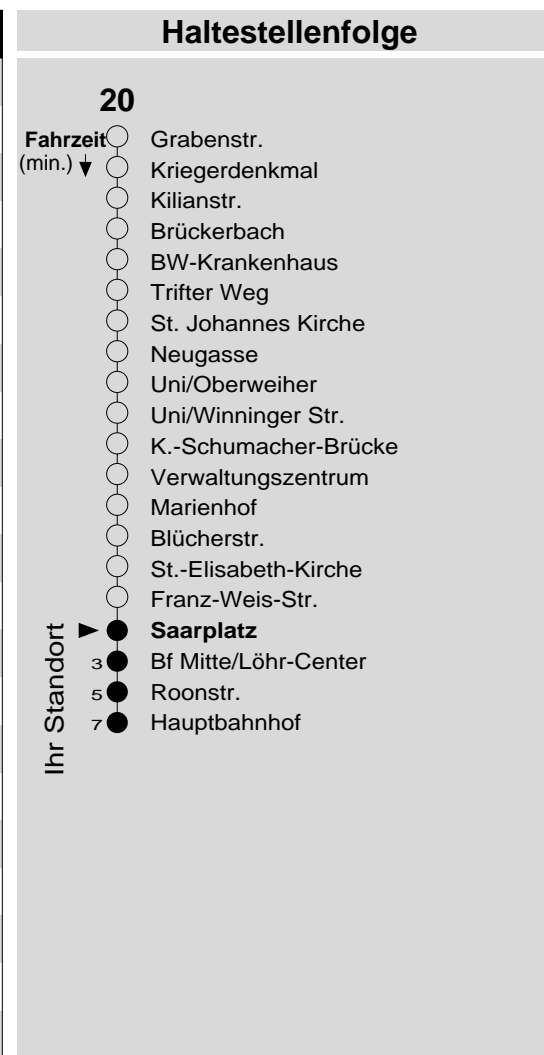 Haltestellenfolge
20
Fahrzeit
(min.)
Grabenstr.
Kriegerdenkmal
Kilianstr.
Brückerbach
BW-Krankenhaus
Trifter Weg
St. Johannes Kirche
Neugasse
Uni/Oberweiher
Uni/Winninger Str.
K.-Schumacher-Brücke
Verwaltungszentrum
Marienhof
Blücherstr.
St.-Elisabeth-Kirche
Franz-Weis-Str.
Ihr Standort
Saarplatz
3 Bf Mitte/Löhr-Center
5 Roonstr.
7 Hauptbahnhof